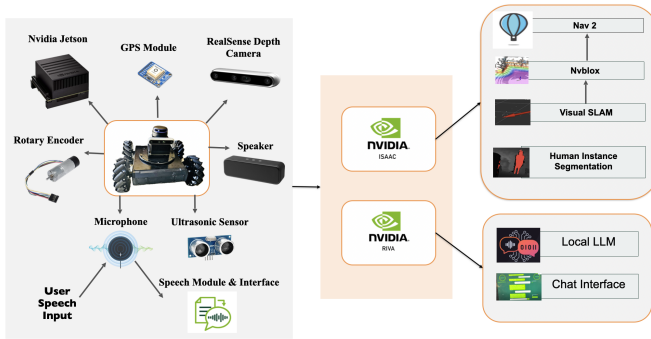 Nvidia Jetson
GPS Module
RealSense Depth
Camera
Rotary Encoder
Speaker
Microphone
Ultrasonic Sensor
User
Speech
Input
Speech Module & Interface
NVIDIA.
ISAAC
NVIDIA.
RIVA
Nav 2
Nvblox
Visual SLAM
Human Instance
Segmentation
01011
Local LLM
Chat Interface